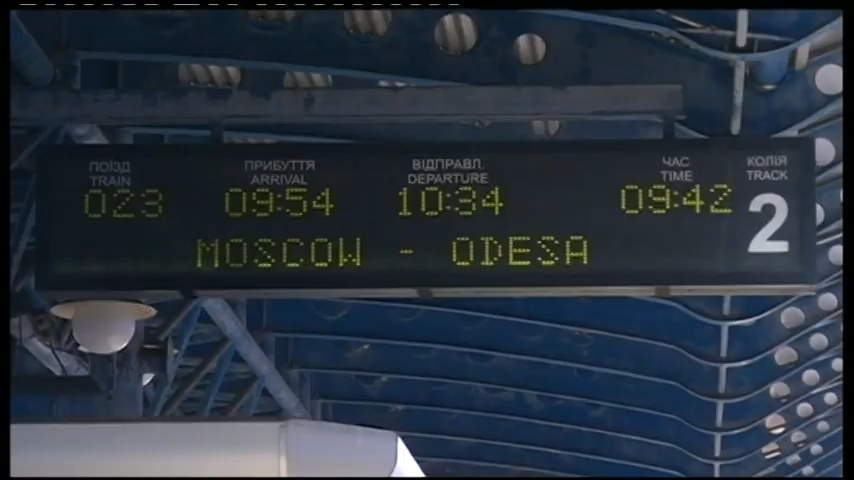 ПОЇЗД ПРИБУТТЯ ВІДПРАВЛ. ЧАС КОЛІЯ
TRAIN ARRIVAL DEPARTURE TIME TRACK
023 09:54 10:34 09:42 2
MOSCOW - ODESA